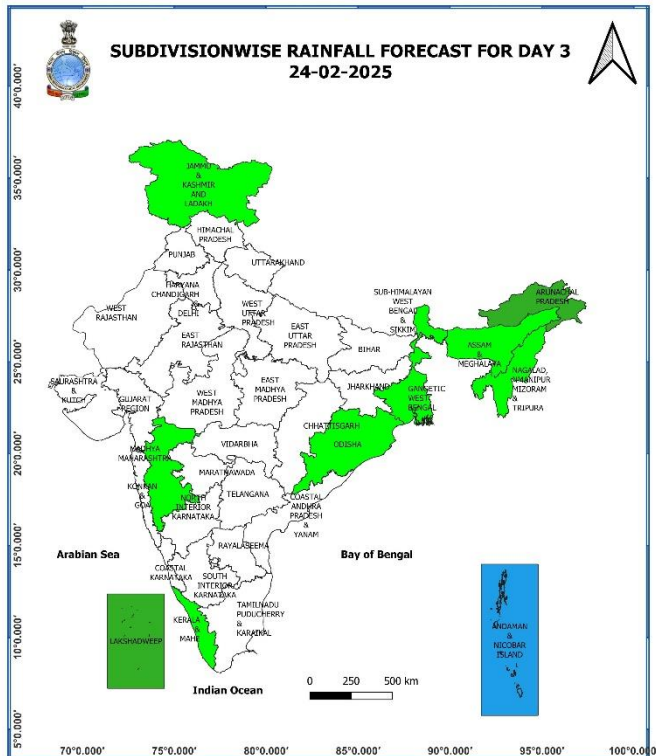 SUBDIVISIONWISE RAINFALL FORECAST FOR DAY 3
24-02-2025
40°0.000'
35°0.000'
30°0.000'
25°0.000'
20°0.000'
15°0.000'
10°0.000'
5°0.000'
JAMMU
&
KASHMIR
AND
LADAKH
HIMACHAL
PRADESH
PUNJAB
UTTARAKHAND
HARYANA
CHANDIGARH
&
DELHI
WEST
RAJASTHAN
WEST
UTTAR
PRADESH
EAST
RAJASTHAN
EAST
UTTAR
PRADESH
BIHAR
SUB-HIMALAYAN
WEST
BENGAL
&
SIKKIM
ARUNACHAL
PRADESH
ASSAM
&
MEGHALAYA
NAGALAD,
MANIPUR
MIZORAM
&
TRIPURA
SAURASHTRA
&
KUTCH
GUJARAT
REGION
WEST
MADHYA
PRADESH
EAST
MADHYA
PRADESH
JHARKHAND
GANGETIC
WEST
BENGAL
CHHATTISGARH
ODISHA
MADHYA
MAHARASHTRA
VIDARBHA
MARATHAWADA
KONKAN
&
GOA
NORTH
INTERIOR
KARNATAKA
TELANGANA
COASTAL
ANDHRA
PRADESH
&
YANAM
RAYALASEEMA
Arabian Sea
Bay of Bengal
COASTAL
KARNATAKA
SOUTH
INTERIOR
KARNATAKA
LAKSHADWEEP
KERALA
&
MAHE
TAMILNADU
PUDUCHERRY
&
KARAIKAL
ANDAMAN
&
NICOBAR
ISLAND
Indian Ocean
0 250 500 km
70°0.000' 75°0.000' 80°0.000' 85°0.000' 90°0.000' 95°0.000' 100°0.000'